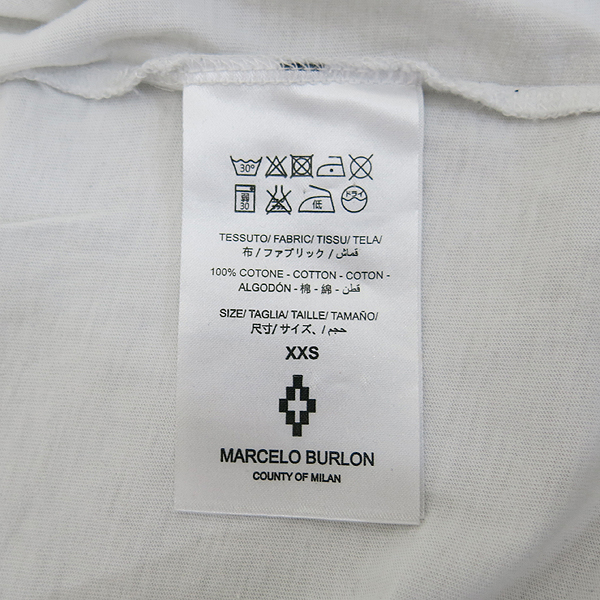 30°
弱
30
低
ドライ
TESSUTO/ FABRIC/ TISSU/ TELA/
布 / ファブリック / قماش/
100% COTONE - COTTON - COTON -
ALGODÓN - 棉 - 綿 - قطن
SIZE/ TAGLIA/ TAILLE/ TAMAÑO/
尺寸/ サイズ、/ حجم/
XXS
MARCELO BURLON
COUNTY OF MILAN